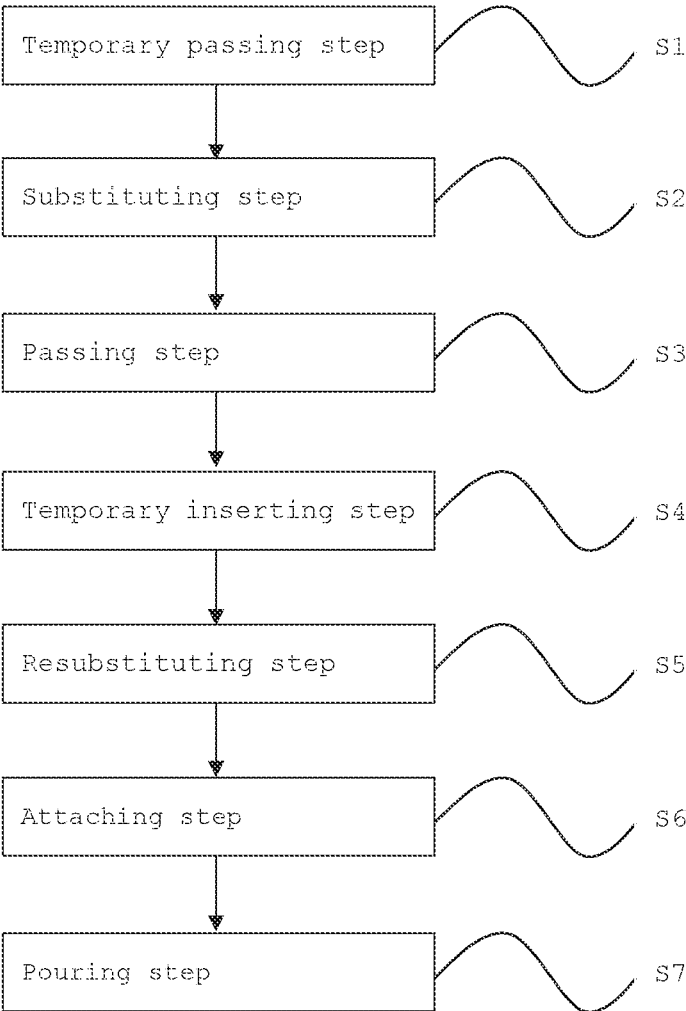 Temporary passing step S1
Substituting step S2
Passing step S3
Temporary inserting step S4
Resubstituting step S5
Attaching step S6
Pouring step S7